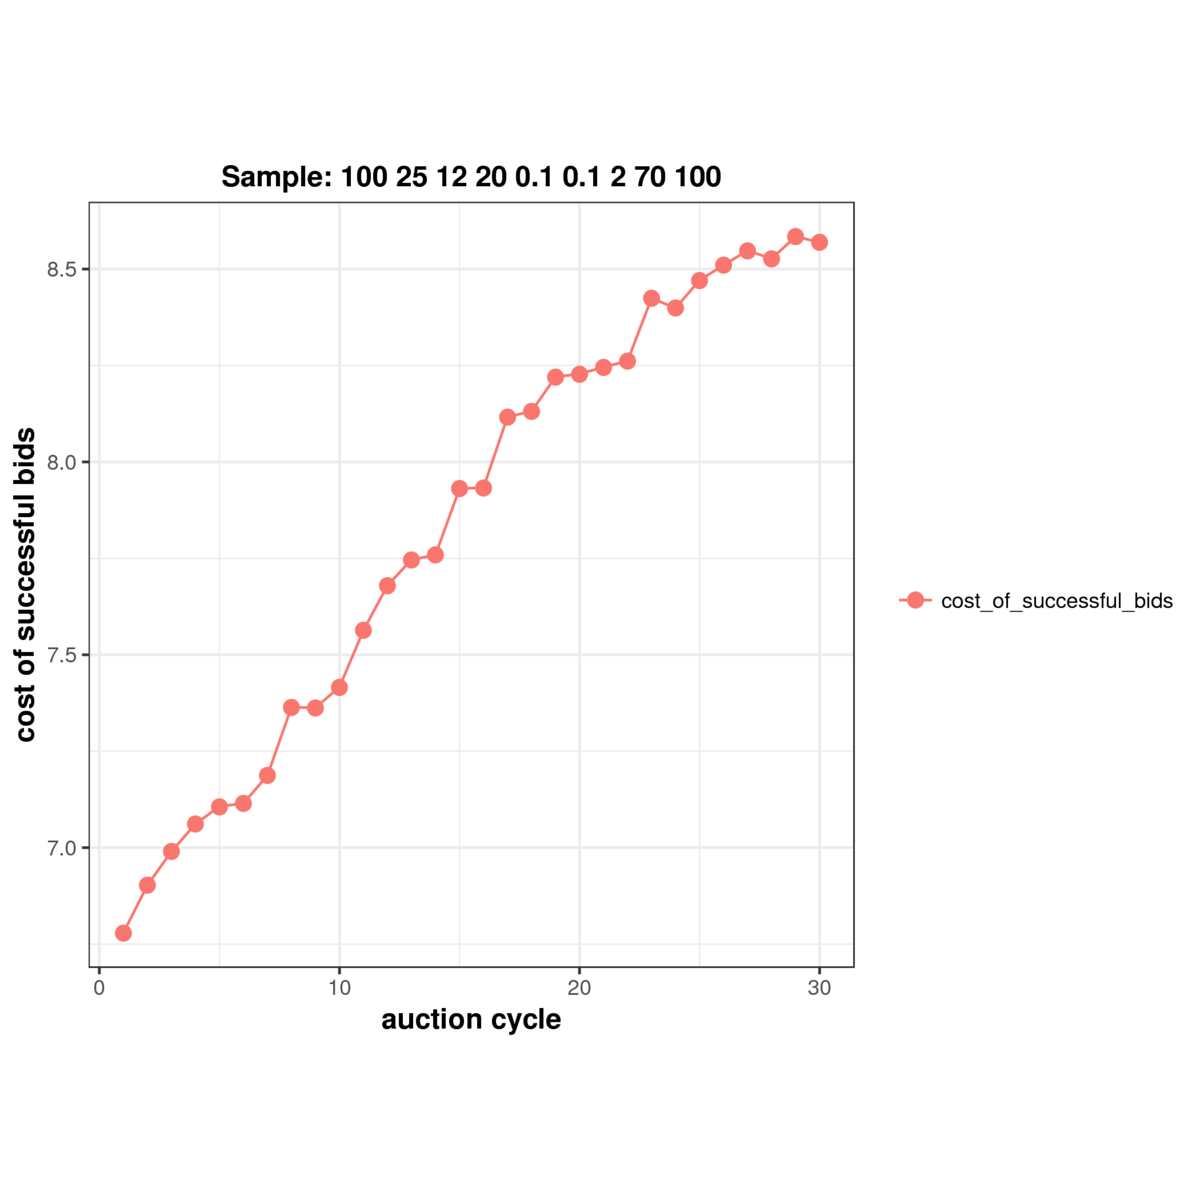 Sample: 100 25 12 20 0.1 0.1 2 70 100
cost of successful bids
8.5
8.0
7.5
7.0
0 10 20 30
auction cycle
cost_of_successful_bids